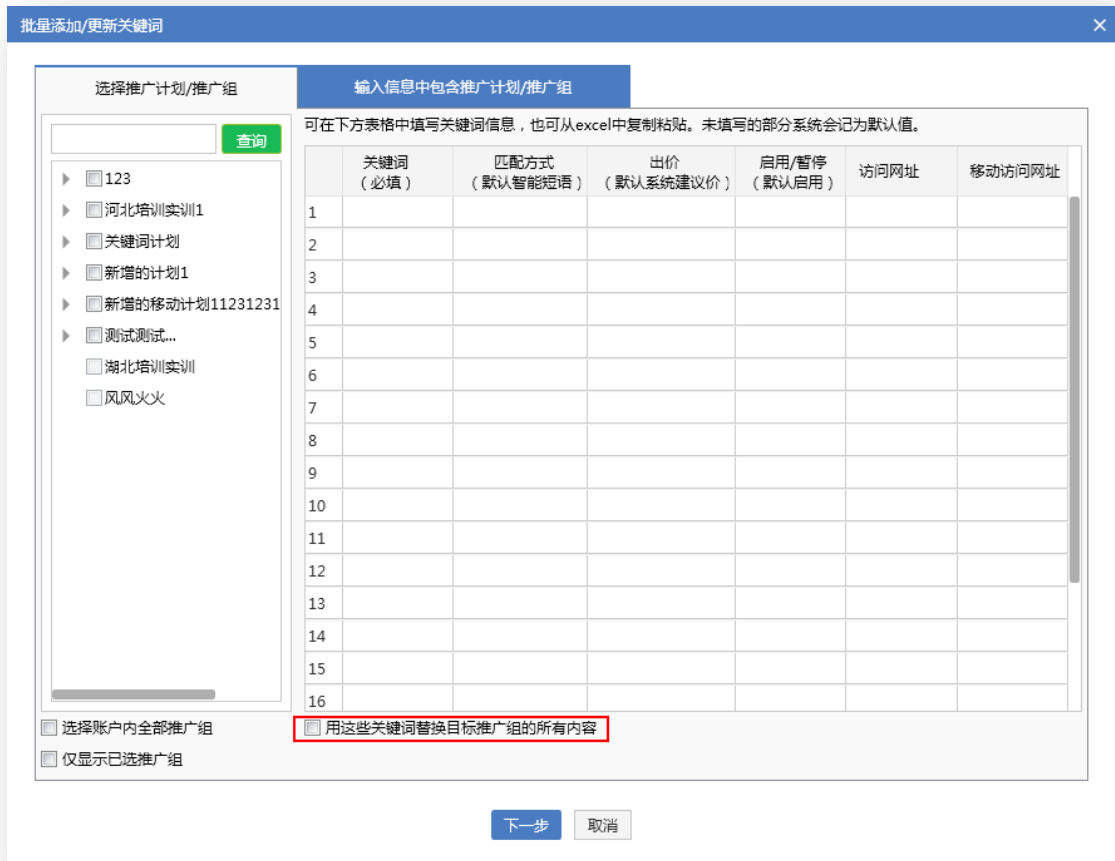 批量添加/更新关键词
选择推广计划/推广组
输入信息中包含推广计划/推广组
查询
123
河北培训实训1
关键词计划
新增的计划1
新增的移动计划11231231
测试测试...
湖北培训实训
风风火火
可在下方表格中填写关键词信息，也可从excel中复制粘贴。未填写的部分系统会记为默认值。
关键词
（必填）
匹配方式
（默认智能短语）
出价
（默认系统建议价）
启用/暂停
（默认启用）
访问网址
移动访问网址
1
2
3
4
5
6
7
8
9
10
11
12
13
14
15
16
选择账户内全部推广组
用这些关键词替换目标推广组的所有内容
仅显示已选推广组
下一步
取消